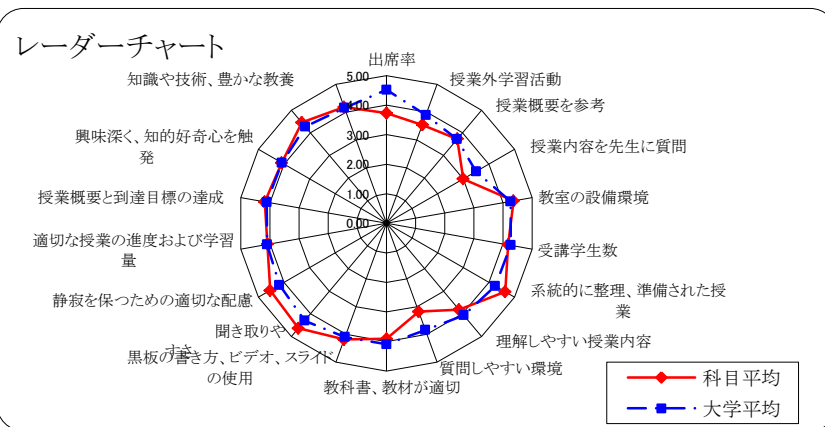 レーダーチャート
出席率
授業外学習活動
授業概要を参考
授業内容を先生に質問
教室の設備環境
受講学生数
系統的に整理、準備された授
業
理解しやすい授業内容
質問しやすい環境
教科書、教材が適切
黒板の書き方、ビデオ、スライド
の使用
聞き取りや
すさ
静寂を保つための適切な配慮
適切な授業の進度および学習
量
授業概要と到達目標の達成
興味深く、知的好奇心を触
発
知識や技術、豊かな教養
5.00
4.00
3.00
2.00
1.00
0.00
科目平均
大学平均